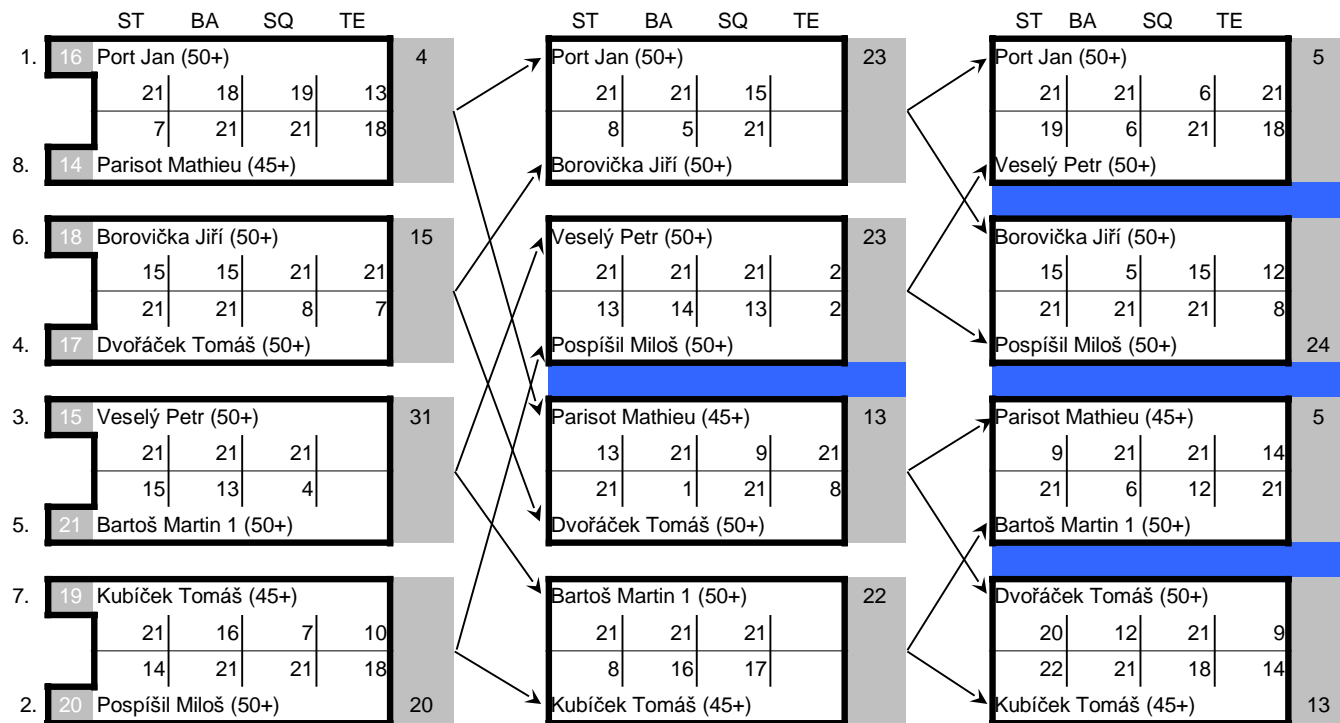 ST BA SQ TE ST BA SQ TE ST BA SQ TE
1. 16 Port Jan (50+) 4 Port Jan (50+) 23 Port Jan (50+) 5
21 18 19 13 21 21 15 21 21 6 21
7 21 21 18 8 5 21 19 6 21 18
8. 14 Parisot Mathieu (45+) Borovička Jiří (50+) Veselý Petr (50+)
6. 18 Borovička Jiří (50+) 15 Veselý Petr (50+) 23 Borovička Jiří (50+)
15 15 21 21 21 21 21 2 15 5 15 12
21 21 8 7 13 14 13 2 21 21 21 8
4. 17 Dvořáček Tomáš (50+) Pospíšil Miloš (50+) Pospíšil Miloš (50+) 24
3. 15 Veselý Petr (50+) 31 Parisot Mathieu (45+) 13 Parisot Mathieu (45+) 5
21 21 21 13 21 9 21 9 21 21 14
15 13 4 21 1 21 8 21 6 12 21
5. 21 Bartoš Martin 1 (50+) Dvořáček Tomáš (50+) Bartoš Martin 1 (50+)
7. 19 Kubíček Tomáš (45+) Bartoš Martin 1 (50+) 22 Dvořáček Tomáš (50+)
21 16 7 10 21 21 21 20 12 21 9
14 21 21 18 8 16 17 22 21 18 14
2. 20 Pospíšil Miloš (50+) 20 Kubíček Tomáš (45+) Kubíček Tomáš (45+) 13